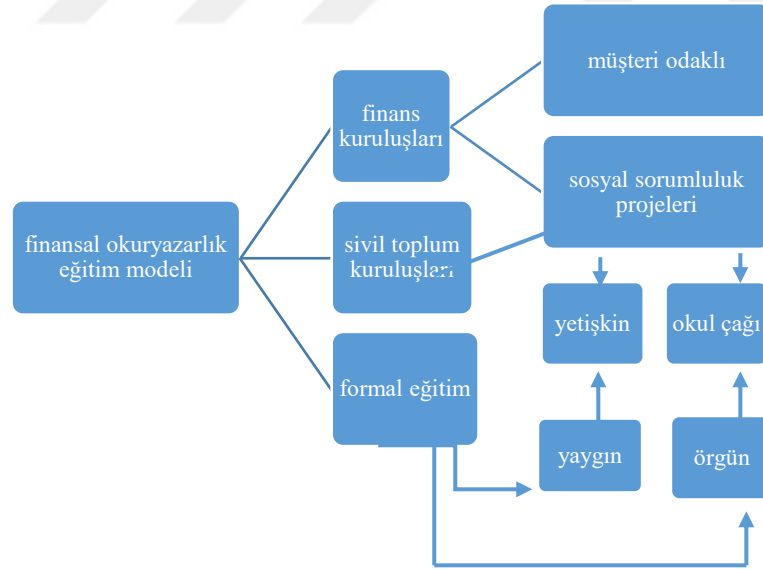 müşteri odaklı
finans
kuruluşları
sosyal sorumluluk
projeleri
finansal okuryazarlık
eğitim modeli
sivil toplum
kuruluşları
yetişkin
okul çağı
formal eğitim
yaygın
örgün